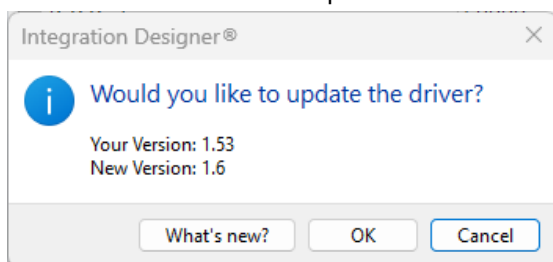 Integration Designer®
Would you like to update the driver?
Your Version: 1.53
New Version: 1.6
What's new?
OK
Cancel